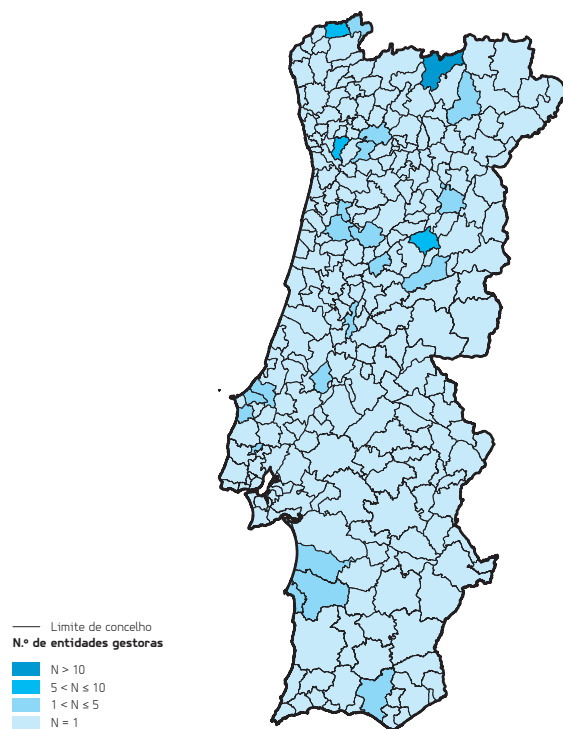 Limite de concelho
N.º de entidades gestoras
N > 10
5 < N ≤ 10
1 < N ≤ 5
N = 1